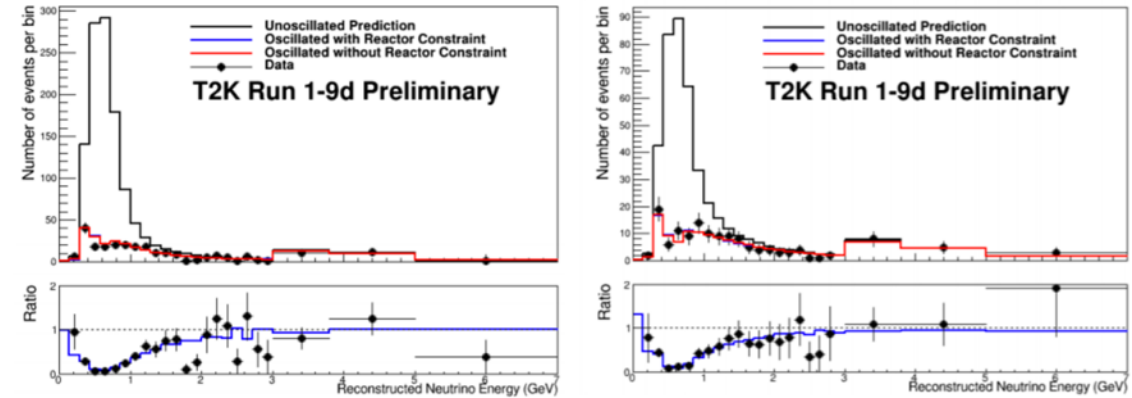 Number of events per bin
300
250
200
150
100
50
0
Unoscillated Prediction
Oscillated with Reactor Constraint
Oscillated without Reactor Constraint
Data
T2K Run 1-9d Preliminary
Ratio
2
1
0
0 1 2 3 4 5 6 7
Reconstructed Neutrino Energy (GeV)
Number of events per bin
90
80
70
60
50
40
30
20
10
0
Unoscillated Prediction
Oscillated with Reactor Constraint
Oscillated without Reactor Constraint
Data
T2K Run 1-9d Preliminary
Ratio
2
1
0
0 1 2 3 4 5 6 7
Reconstructed Neutrino Energy (GeV)